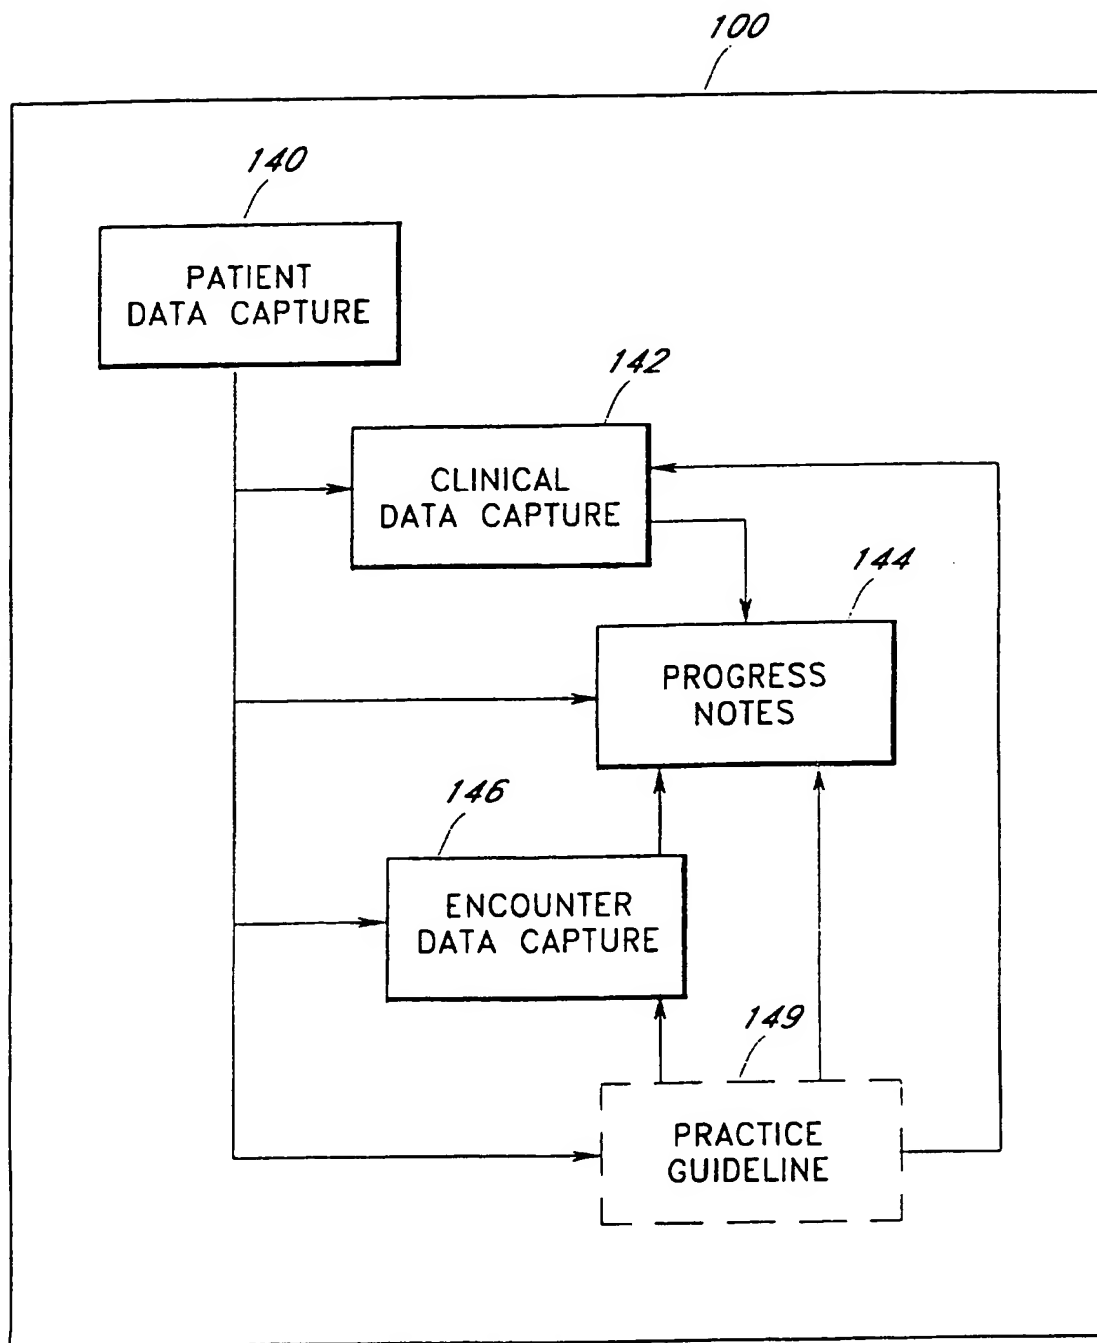 100
140
PATIENT
DATA CAPTURE
142
CLINICAL
DATA CAPTURE
144
PROGRESS
NOTES
146
ENCOUNTER
DATA CAPTURE
149
PRACTICE
GUIDELINE